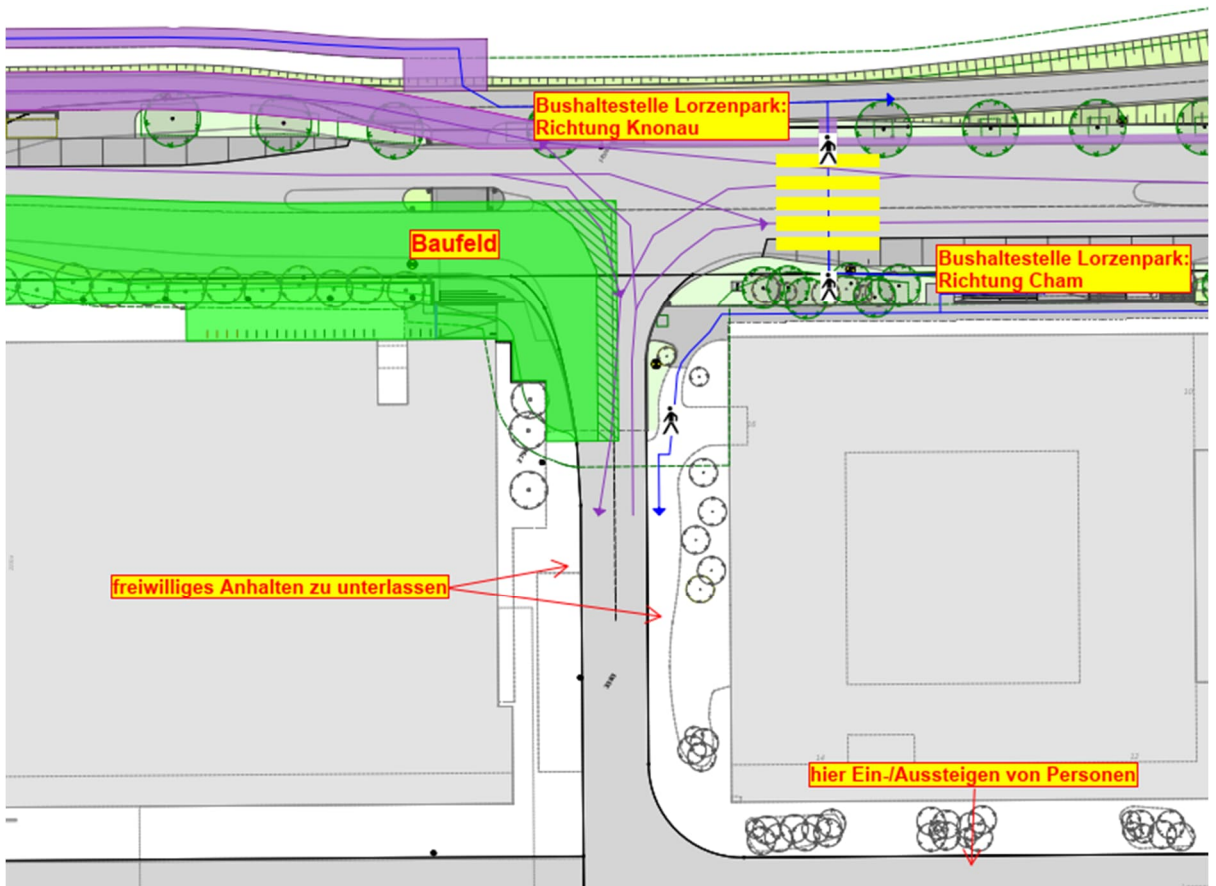 Bushaltestelle Lorzenpark:
Richtung Knonau
Baufeld
Bushaltestelle Lorzenpark:
Richtung Cham
freiwilliges Anhalten zu unterlassen
hier Ein-/Aussteigen von Personen